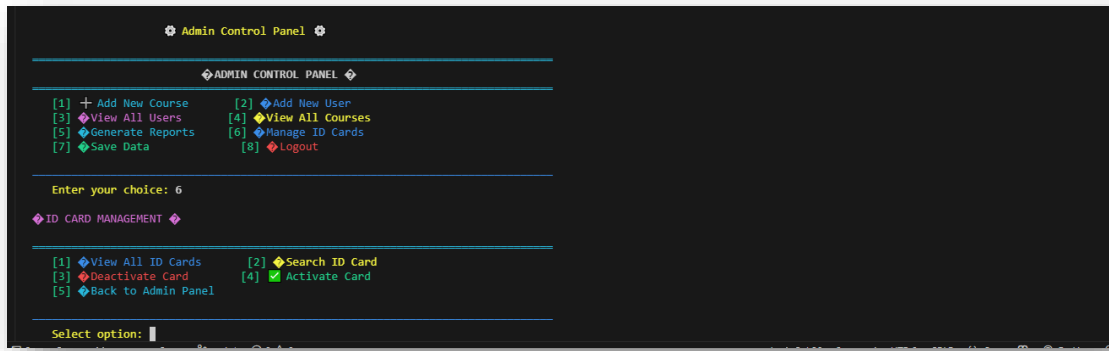 ⚙ Admin Control Panel ⚙
�ADMIN CONTROL PANEL �
[1] ➕ Add New Course [2] �Add New User
[3] �View All Users [4] �View All Courses
[5] �Generate Reports [6] �Manage ID Cards
[7] �Save Data [8] �Logout
Enter your choice: 6
�ID CARD MANAGEMENT �
[1] �View All ID Cards [2] �Search ID Card
[3] �Deactivate Card [4] ✅ Activate Card
[5] �Back to Admin Panel
Select option: